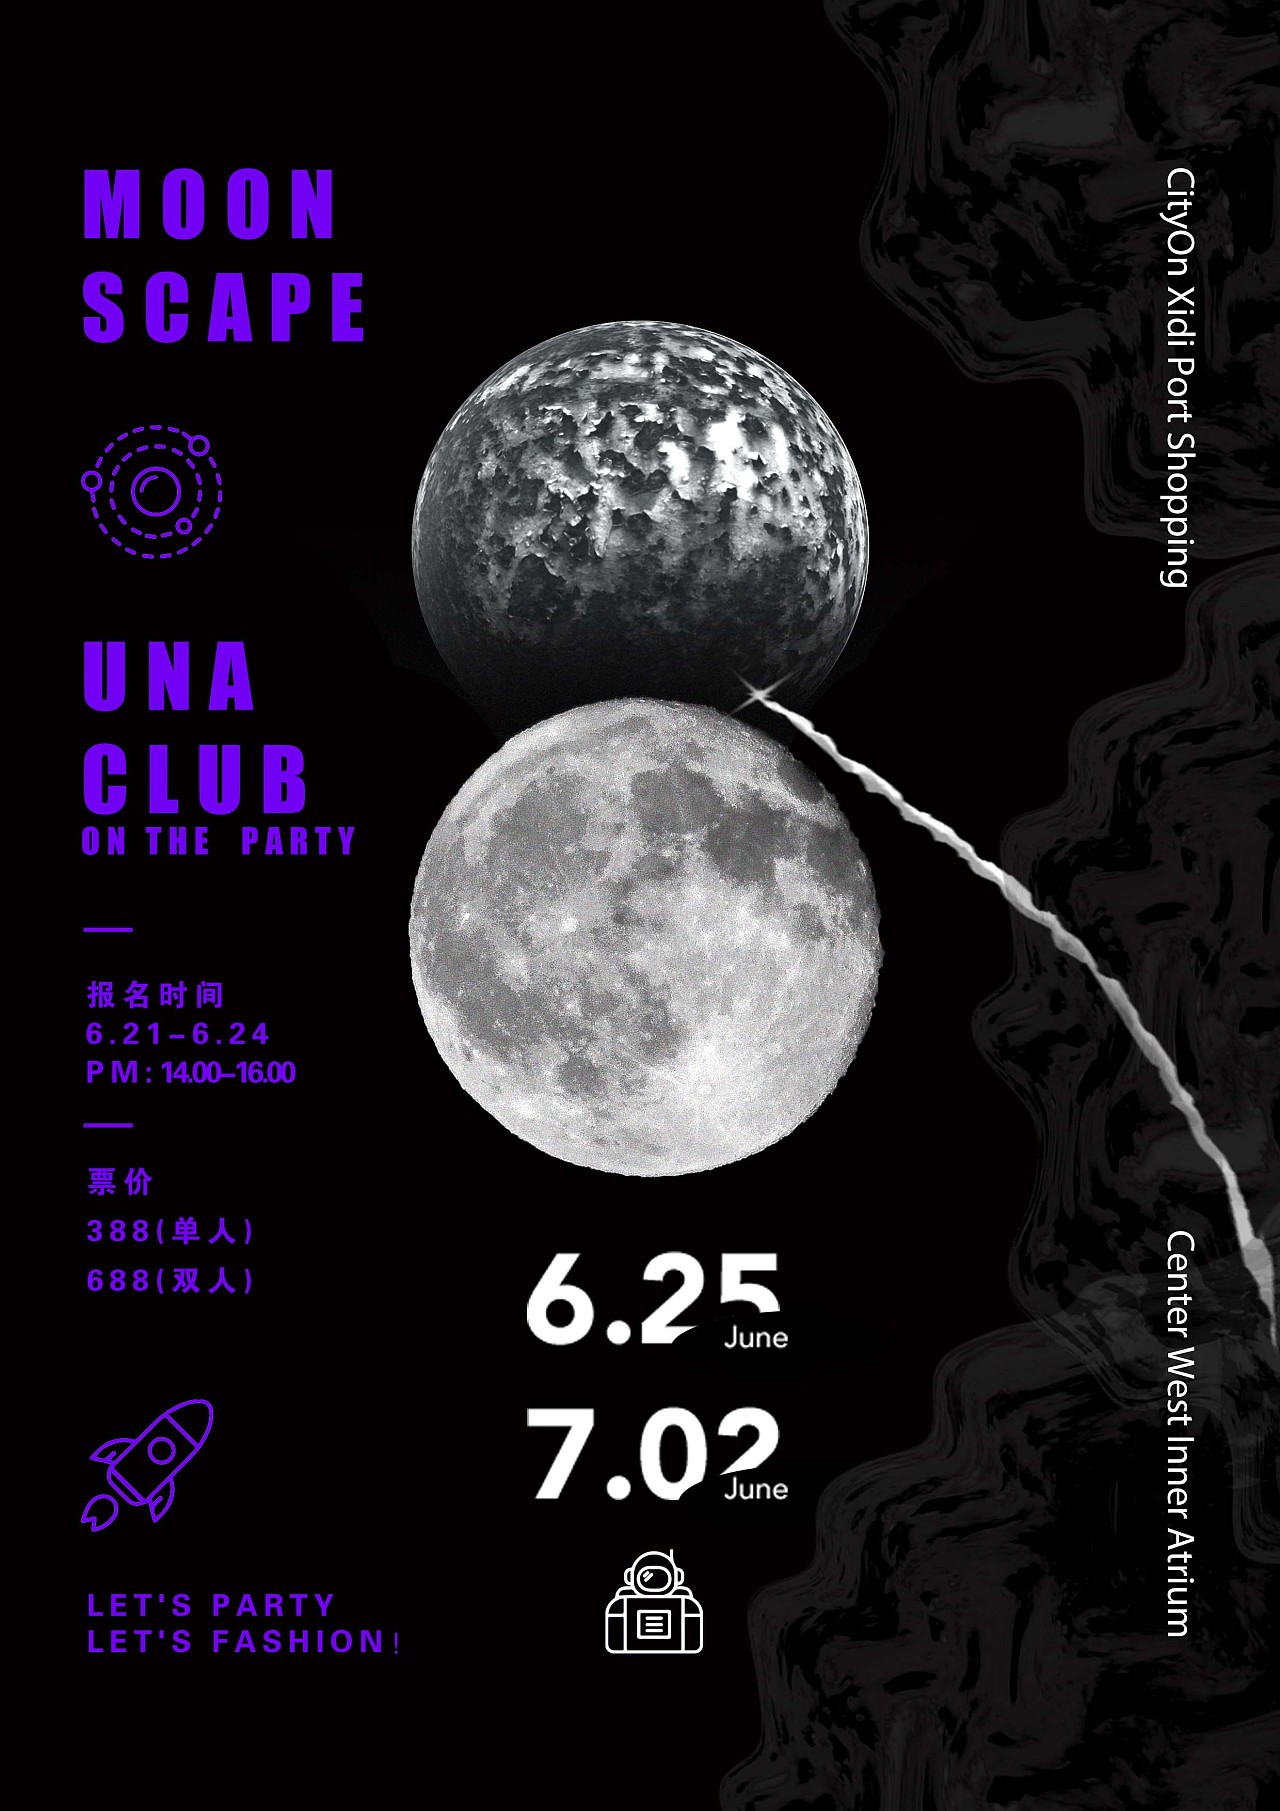 MOON
SCAPE
UNA
CLUB
ON THE PARTY
报名时间
6.21-6.24
PM:14.00-16.00
票价
388(单人)
688(双人)
LET'S PARTY
LET'S FASHION!
6.25
June
7.02
June
CityOn Xidi Port Shopping
Center West Inner Atrium